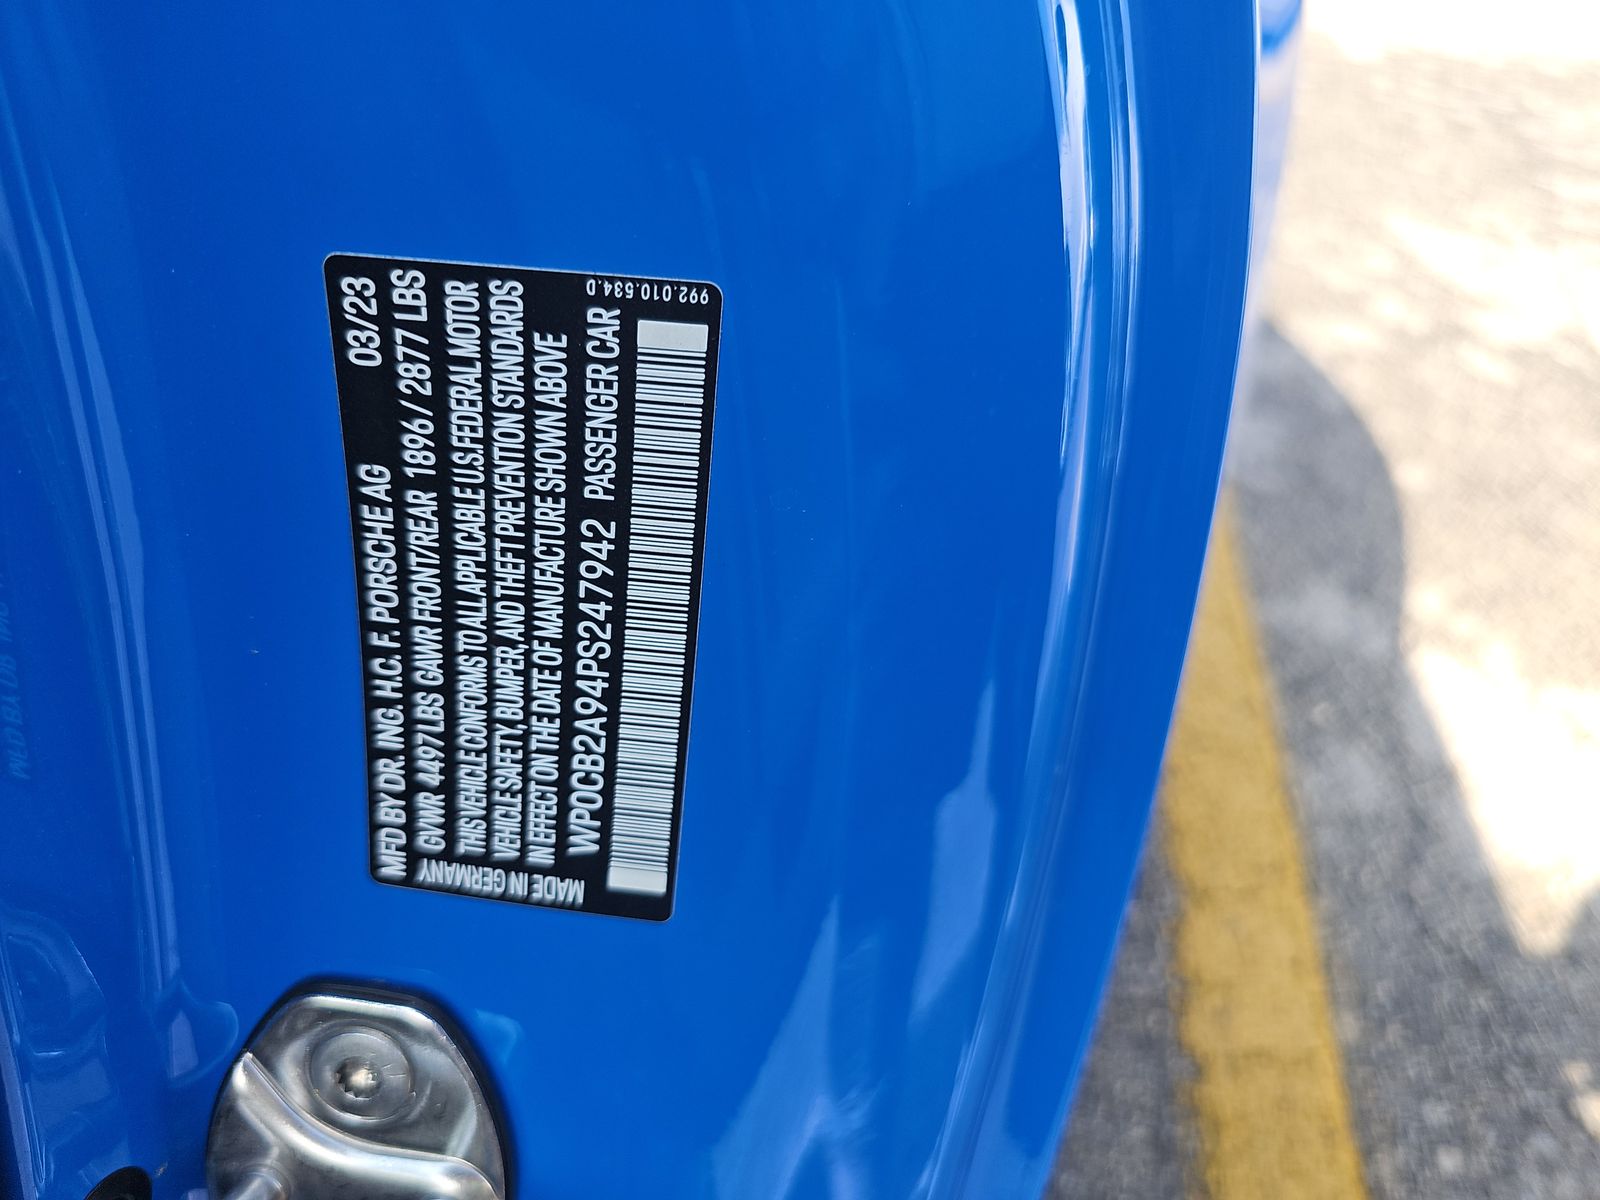 MFD BY DR. ING. H.C. F. PORSCHE AG 03/23
GVWR 4497 LBS GAWR FRONT/REAR 1896 / 2877 LBS
THIS VEHICLE CONFORMS TO ALL APPLICABLE U.S. FEDERAL MOTOR
VEHICLE SAFETY, BUMPER, AND THEFT PREVENTION STANDARDS
IN EFFECT ON THE DATE OF MANUFACTURE SHOWN ABOVE
WP0CB2A94PS247942 PASSENGER CAR
MADE IN GERMANY
992.010.534.D